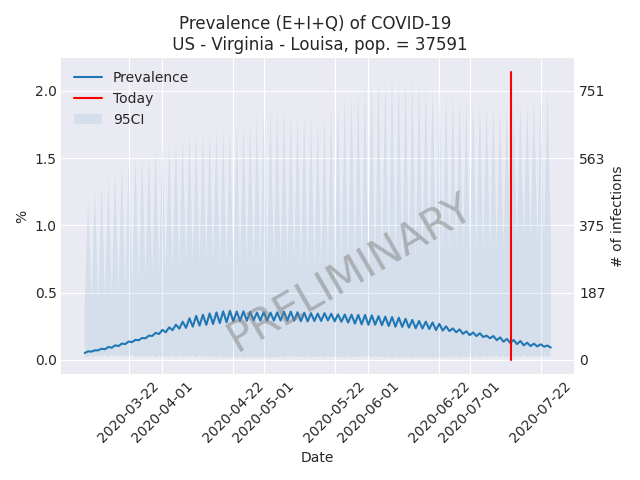 Prevalence (E+I+Q) of COVID-19
US - Virginia - Louisa, pop. = 37591
Prevalence
Today
95CI
2.0
1.5
1.0
0.5
0.0
%
751
563
375
187
0
# of infections
PRELIMINARY
2020-03-22
2020-04-01
2020-04-22
2020-05-01
2020-05-22
2020-06-01
2020-06-22
2020-07-01
2020-07-22
Date